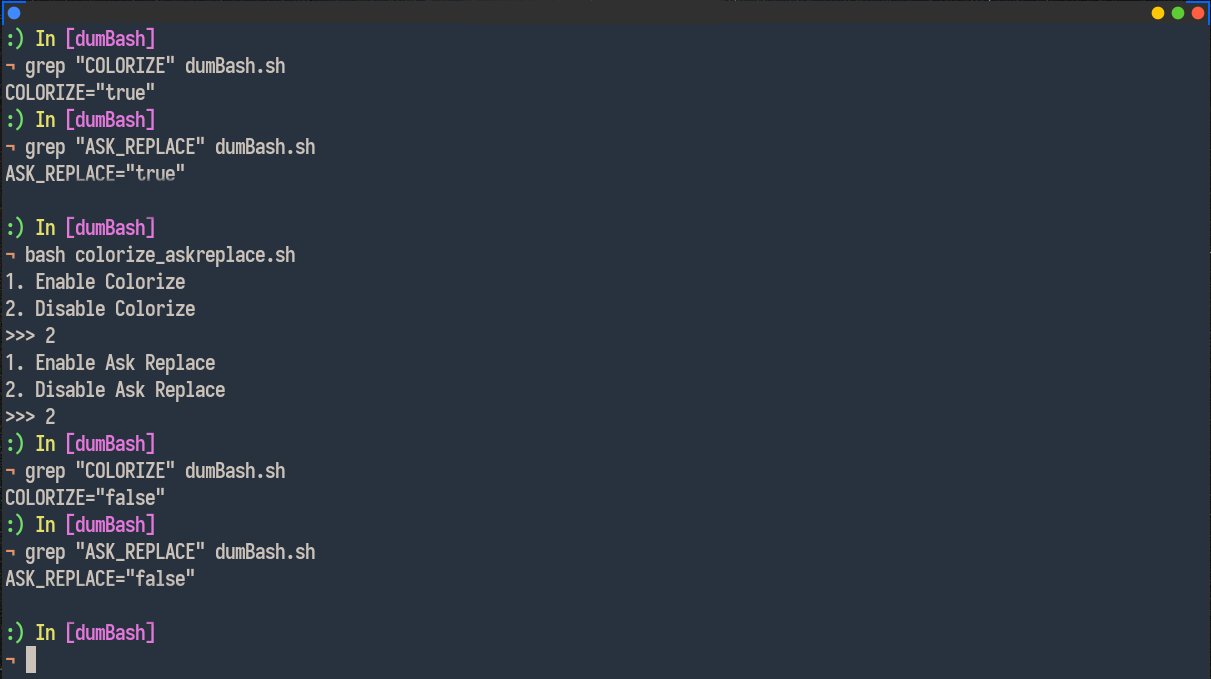 :) In [dumBash]
¬ grep "COLORIZE" dumBash.sh
COLORIZE="true"
:) In [dumBash]
¬ grep "ASK_REPLACE" dumBash.sh
ASK_REPLACE="true"
:) In [dumBash]
¬ bash colorize_askreplace.sh
1. Enable Colorize
2. Disable Colorize
>>> 2
1. Enable Ask Replace
2. Disable Ask Replace
>>> 2
:) In [dumBash]
¬ grep "COLORIZE" dumBash.sh
COLORIZE="false"
:) In [dumBash]
¬ grep "ASK_REPLACE" dumBash.sh
ASK_REPLACE="false"
:) In [dumBash]
¬